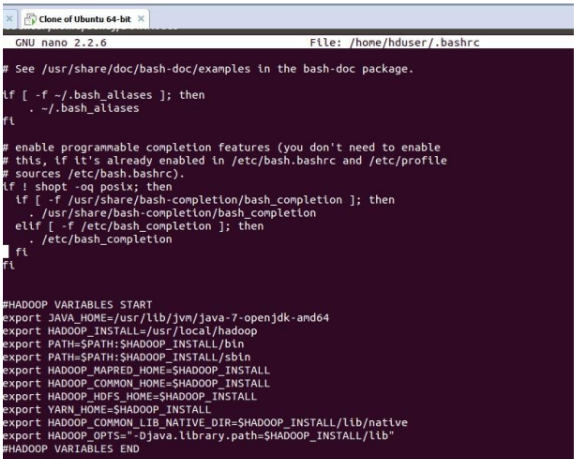 Clone of Ubuntu 64-bit
GNU nano 2.2.6 File: /home/hduser/.bashrc
# See /usr/share/doc/bash-doc/examples in the bash-doc package.
if [ -f ~/.bash_aliases ]; then
. ~/.bash_aliases
fi
# enable programmable completion features (you don't need to enable
# this, if it's already enabled in /etc/bash.bashrc and /etc/profile
# sources /etc/bash.bashrc).
if ! shopt -oq posix; then
if [ -f /usr/share/bash-completion/bash_completion ]; then
. /usr/share/bash-completion/bash_completion
elif [ -f /etc/bash_completion ]; then
. /etc/bash_completion
fi
fi
#HADOOP VARIABLES START
export JAVA_HOME=/usr/lib/jvm/java-7-openjdk-amd64
export HADOOP_INSTALL=/usr/local/hadoop
export PATH=$PATH:$HADOOP_INSTALL/bin
export PATH=$PATH:$HADOOP_INSTALL/sbin
export HADOOP_MAPRED_HOME=$HADOOP_INSTALL
export HADOOP_COMMON_HOME=$HADOOP_INSTALL
export HADOOP_HDFS_HOME=$HADOOP_INSTALL
export YARN_HOME=$HADOOP_INSTALL
export HADOOP_COMMON_LIB_NATIVE_DIR=$HADOOP_INSTALL/lib/native
export HADOOP_OPTS="-Djava.library.path=$HADOOP_INSTALL/lib"
#HADOOP VARIABLES END